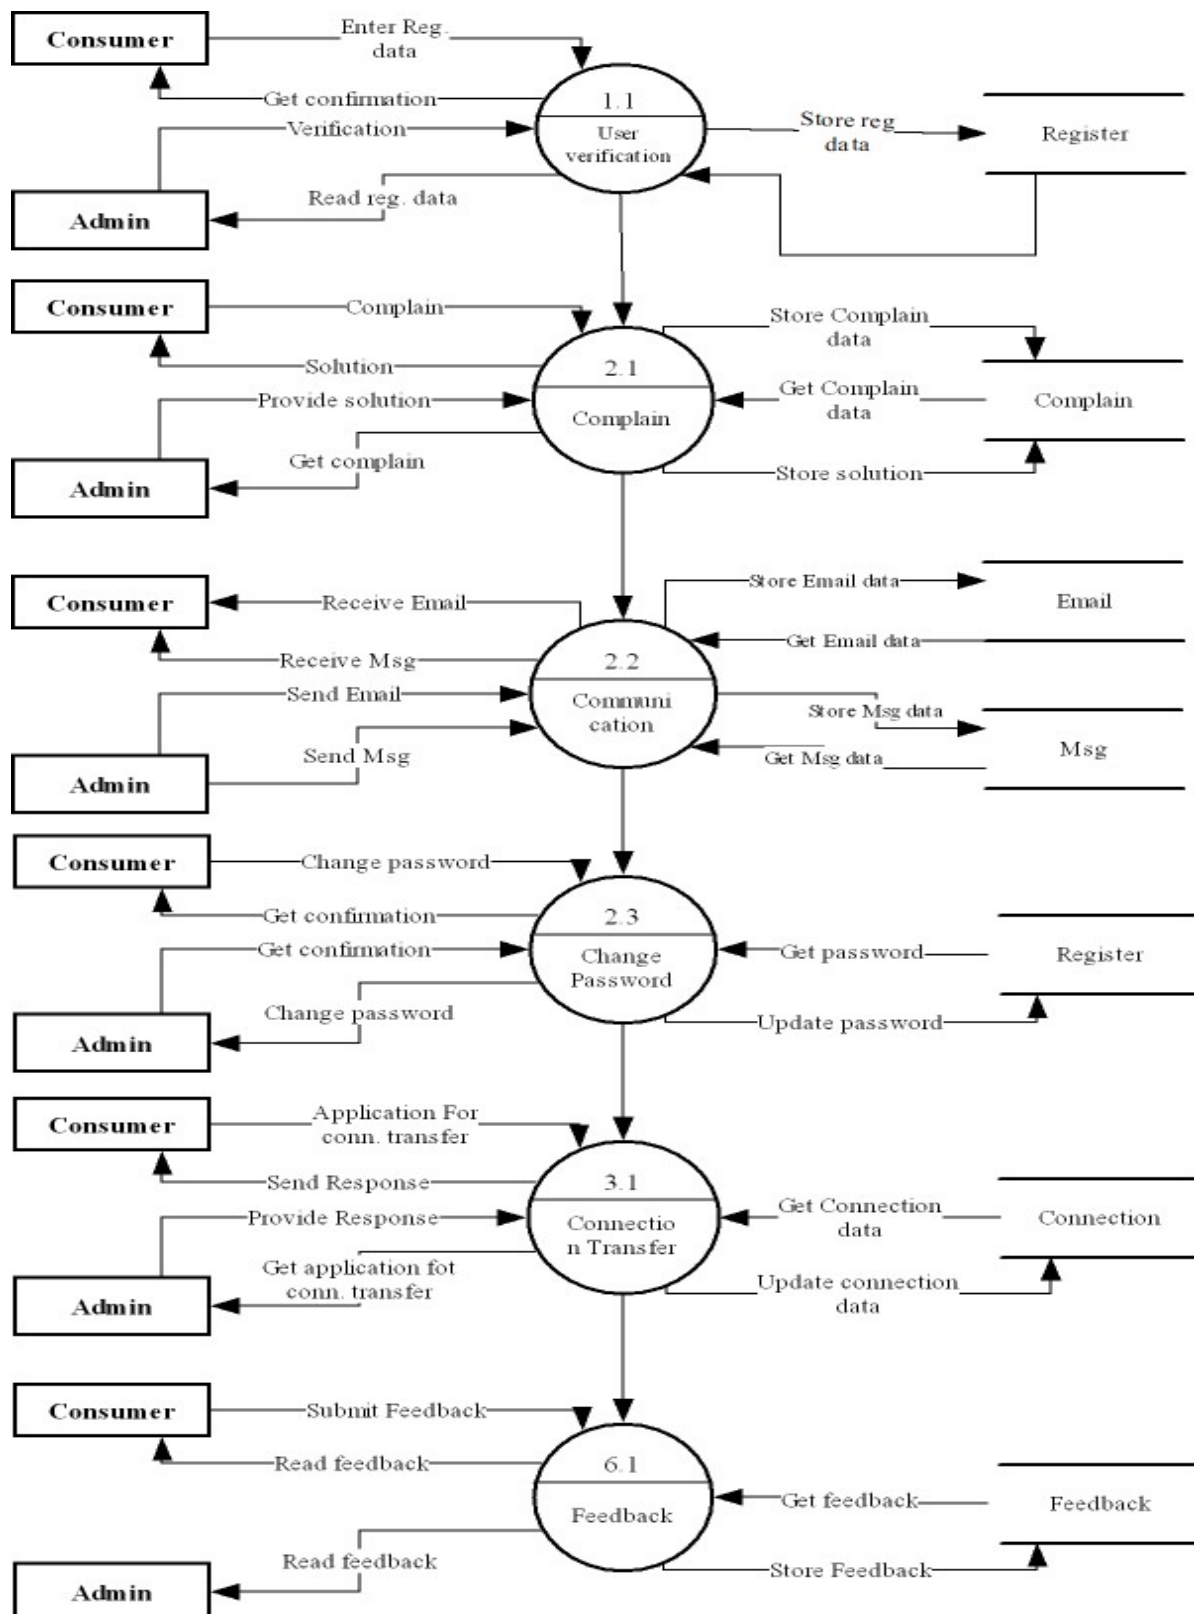 Consumer
Enter Reg.
data
Get confirmation
Verification
1.1
User
verification
Store reg
data
Register
Read reg. data
Admin
Consumer
Complain
Solution
Provide solution
Get complain
Admin
2.1
Complain
Store Complain
data
Get Complain
data
Complain
Store solution
Consumer
Receive Email
Receive Msg
Send Email
Send Msg
Admin
2.2
Communi
cation
Store Email data
Email
Get Email data
Store Msg data
Get Msg data
Msg
Consumer
Change password
Get confirmation
Get confirmation
Change password
Admin
2.3
Change
Password
Get password
Register
Update password
Consumer
Application For
conn. transfer
Send Response
Provide Response
Get application fot
conn. transfer
Admin
3.1
Connectio
n Transfer
Get Connection
data
Connection
Update connection
data
Consumer
Submit Feedback
Read feedback
Read feedback
Admin
6.1
Feedback
Get feedback
Feedback
Store Feedback